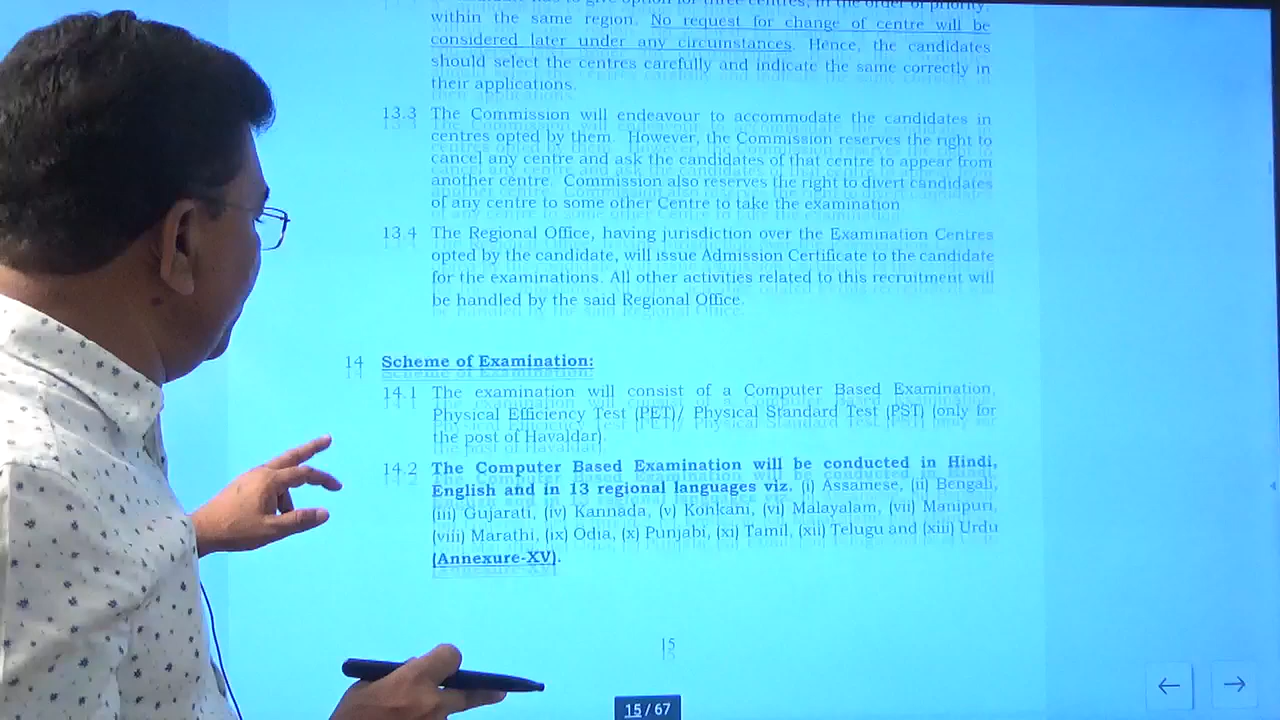 within the same region. No request for change of centre will be
considered later under any circumstances. Hence, the candidates
should select the centres carefully and indicate the same correctly in
their applications.
13.3 The Commission will endeavour to accommodate the candidates in
centres opted by them. However, the Commission reserves the right to
cancel any centre and ask the candidates of that centre to appear from
another centre. Commission also reserves the right to divert candidates
of any centre to some other Centre to take the examination
13.4 The Regional Office, having jurisdiction over the Examination Centres
opted by the candidate, will issue Admission Certificate to the candidate
for the examinations. All other activities related to this recruitment will
be handled by the said Regional Office.
14 Scheme of Examination:
14.1 The examination will consist of a Computer Based Examination,
Physical Efficiency Test (PET)/ Physical Standard Test (PST) (only for
the post of Havaldar).
14.2 The Computer Based Examination will be conducted in Hindi,
English and in 13 regional languages viz. (i) Assamese, (ii) Bengali,
(iii) Gujarati, (iv) Kannada, (v) Konkani, (vi) Malayalam, (vii) Manipuri,
(viii) Marathi, (ix) Odia, (x) Punjabi, (xi) Tamil, (xii) Telugu and (xiii) Urdu
(Annexure-XV).
15
15 / 67